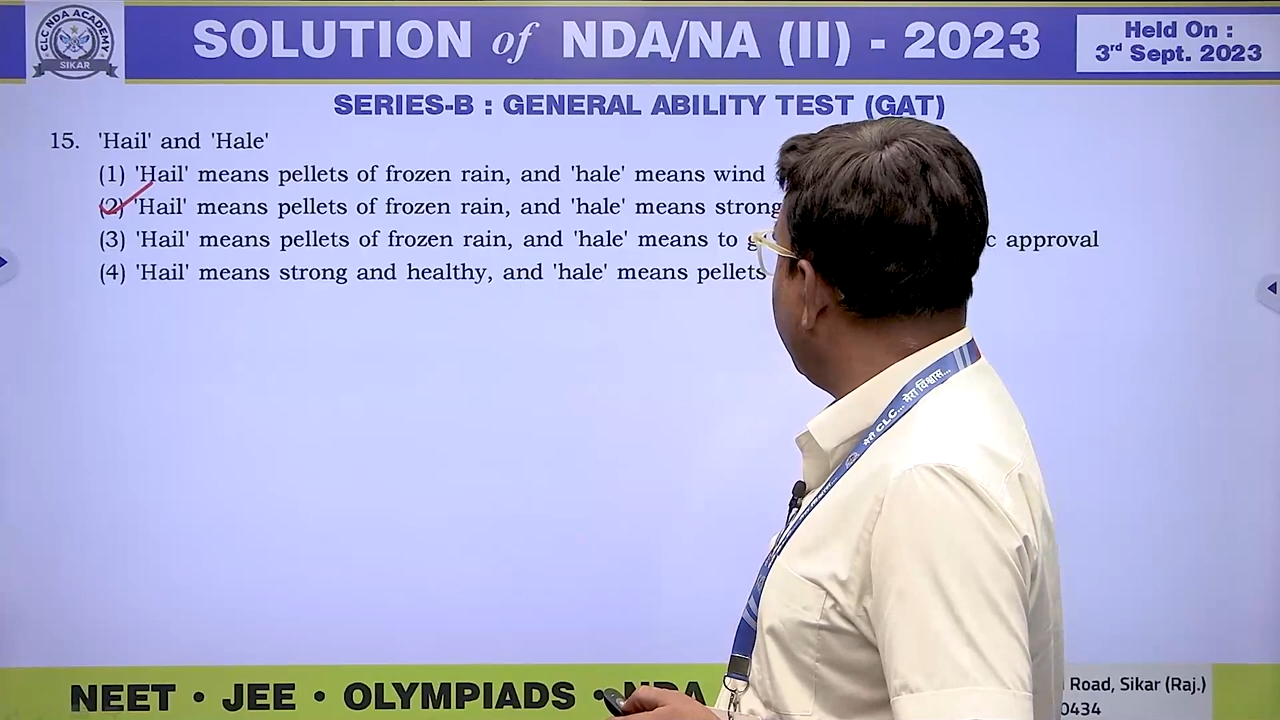 CLC NDA ACADEMY
SIKAR
SOLUTION of NDA/NA (II) - 2023
Held On :
3rd Sept. 2023
SERIES-B : GENERAL ABILITY TEST (GAT)
15. 'Hail' and 'Hale'
(1) 'Hail' means pellets of frozen rain, and 'hale' means wind
(2) 'Hail' means pellets of frozen rain, and 'hale' means strong
(3) 'Hail' means pellets of frozen rain, and 'hale' means to approval
(4) 'Hail' means strong and healthy, and 'hale' means pellets
मेरी CLC... मेरा विश्वास...
NEET • JEE • OLYMPIADS • NDA
Road, Sikar (Raj.)
0434